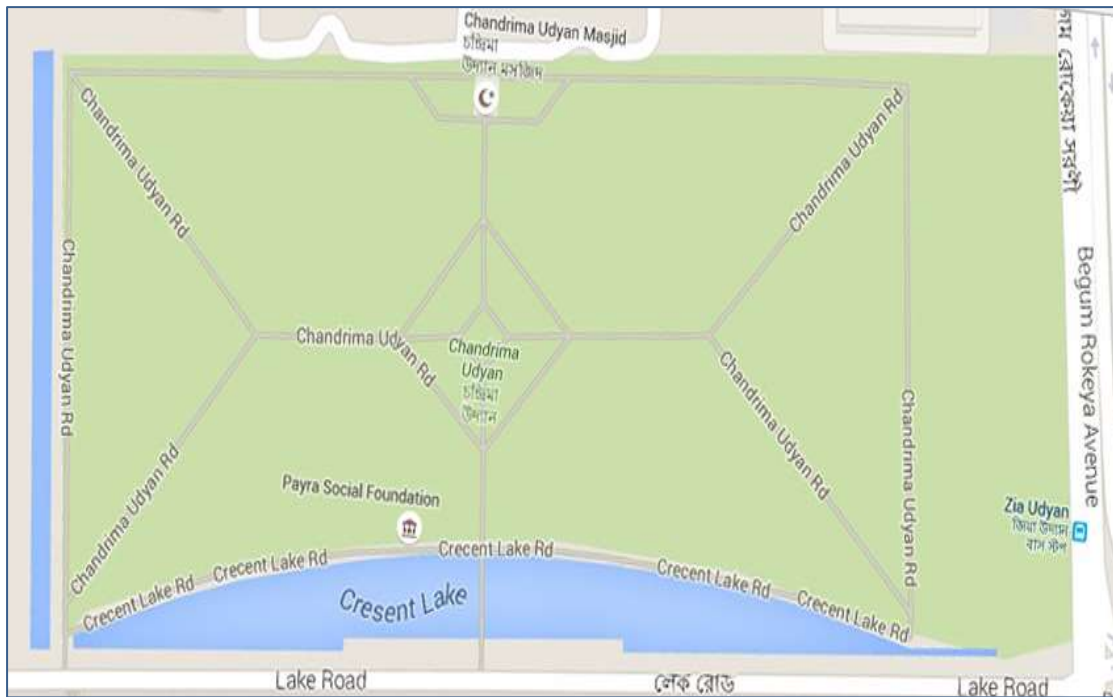 Chandrima Udyan Masjid
চন্দ্রিমা
উদ্যান মসজিদ
Chandrima Udyan Rd
Chandrima Udyan Rd
Chandrima Udyan Rd
Chandrima Udyan Rd
Chandrima Udyan Rd
Chandrima Udyan
চন্দ্রিমা
উদ্যান
Chandrima Udyan Rd
Chandrima Udyan Rd
Chandrima Udyan Rd
রোকেয়া সরণী
Begum Rokeya Avenue
Payra Social Foundation
Zia Udyan
জিয়া উদ্যান
বাস স্টপ
Crecent Lake Rd
Crecent Lake Rd
Crecent Lake Rd
Crecent Lake Rd
Crecent Lake Rd
Cresent Lake
Lake Road
লেক রোড
Lake Road